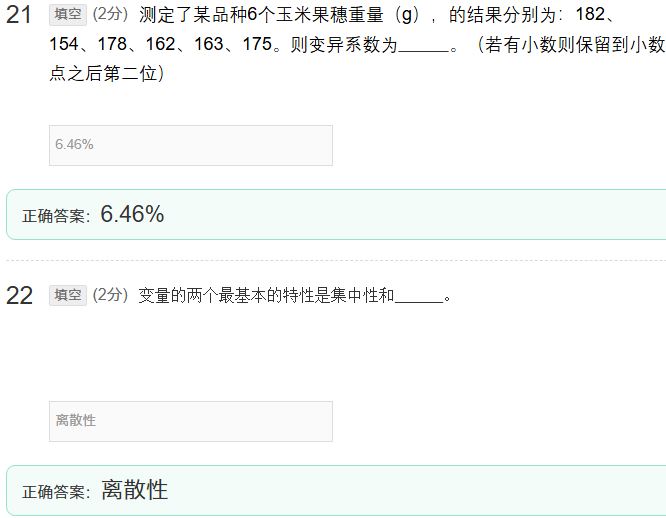 21 填空 (2分) 测定了某品种6个玉米果穗重量（g），的结果分别为：182、
154、178、162、163、175。则变异系数为______。（若有小数则保留到小数
点之后第二位）
6.46%
正确答案：6.46%
22 填空 (2分) 变量的两个最基本的特性是集中性和______。
离散性
正确答案：离散性